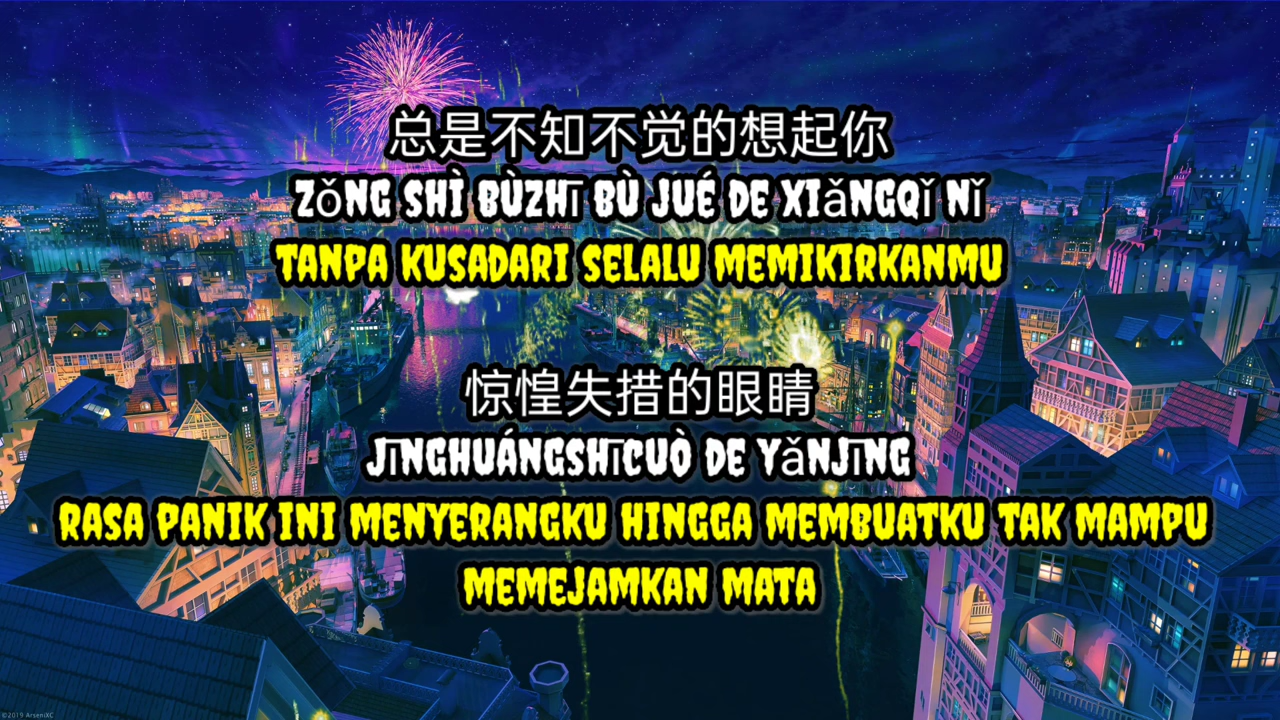 总是不知不觉的想起你
ZǑNG SHÌ BÙZHĪ BÙ JUÉ DE XIǍNGQǏ NǏ
TANPA KUSADARI SELALU MEMIKIRKANMU
惊惶失措的眼睛
JĪNGHUÁNGSHĪCUÒ DE YǍNJĪNG
RASA PANIK INI MENYERANGKU HINGGA MEMBUATKU TAK MAMPU
MEMEJAMKAN MATA
©2019 ArseniXC